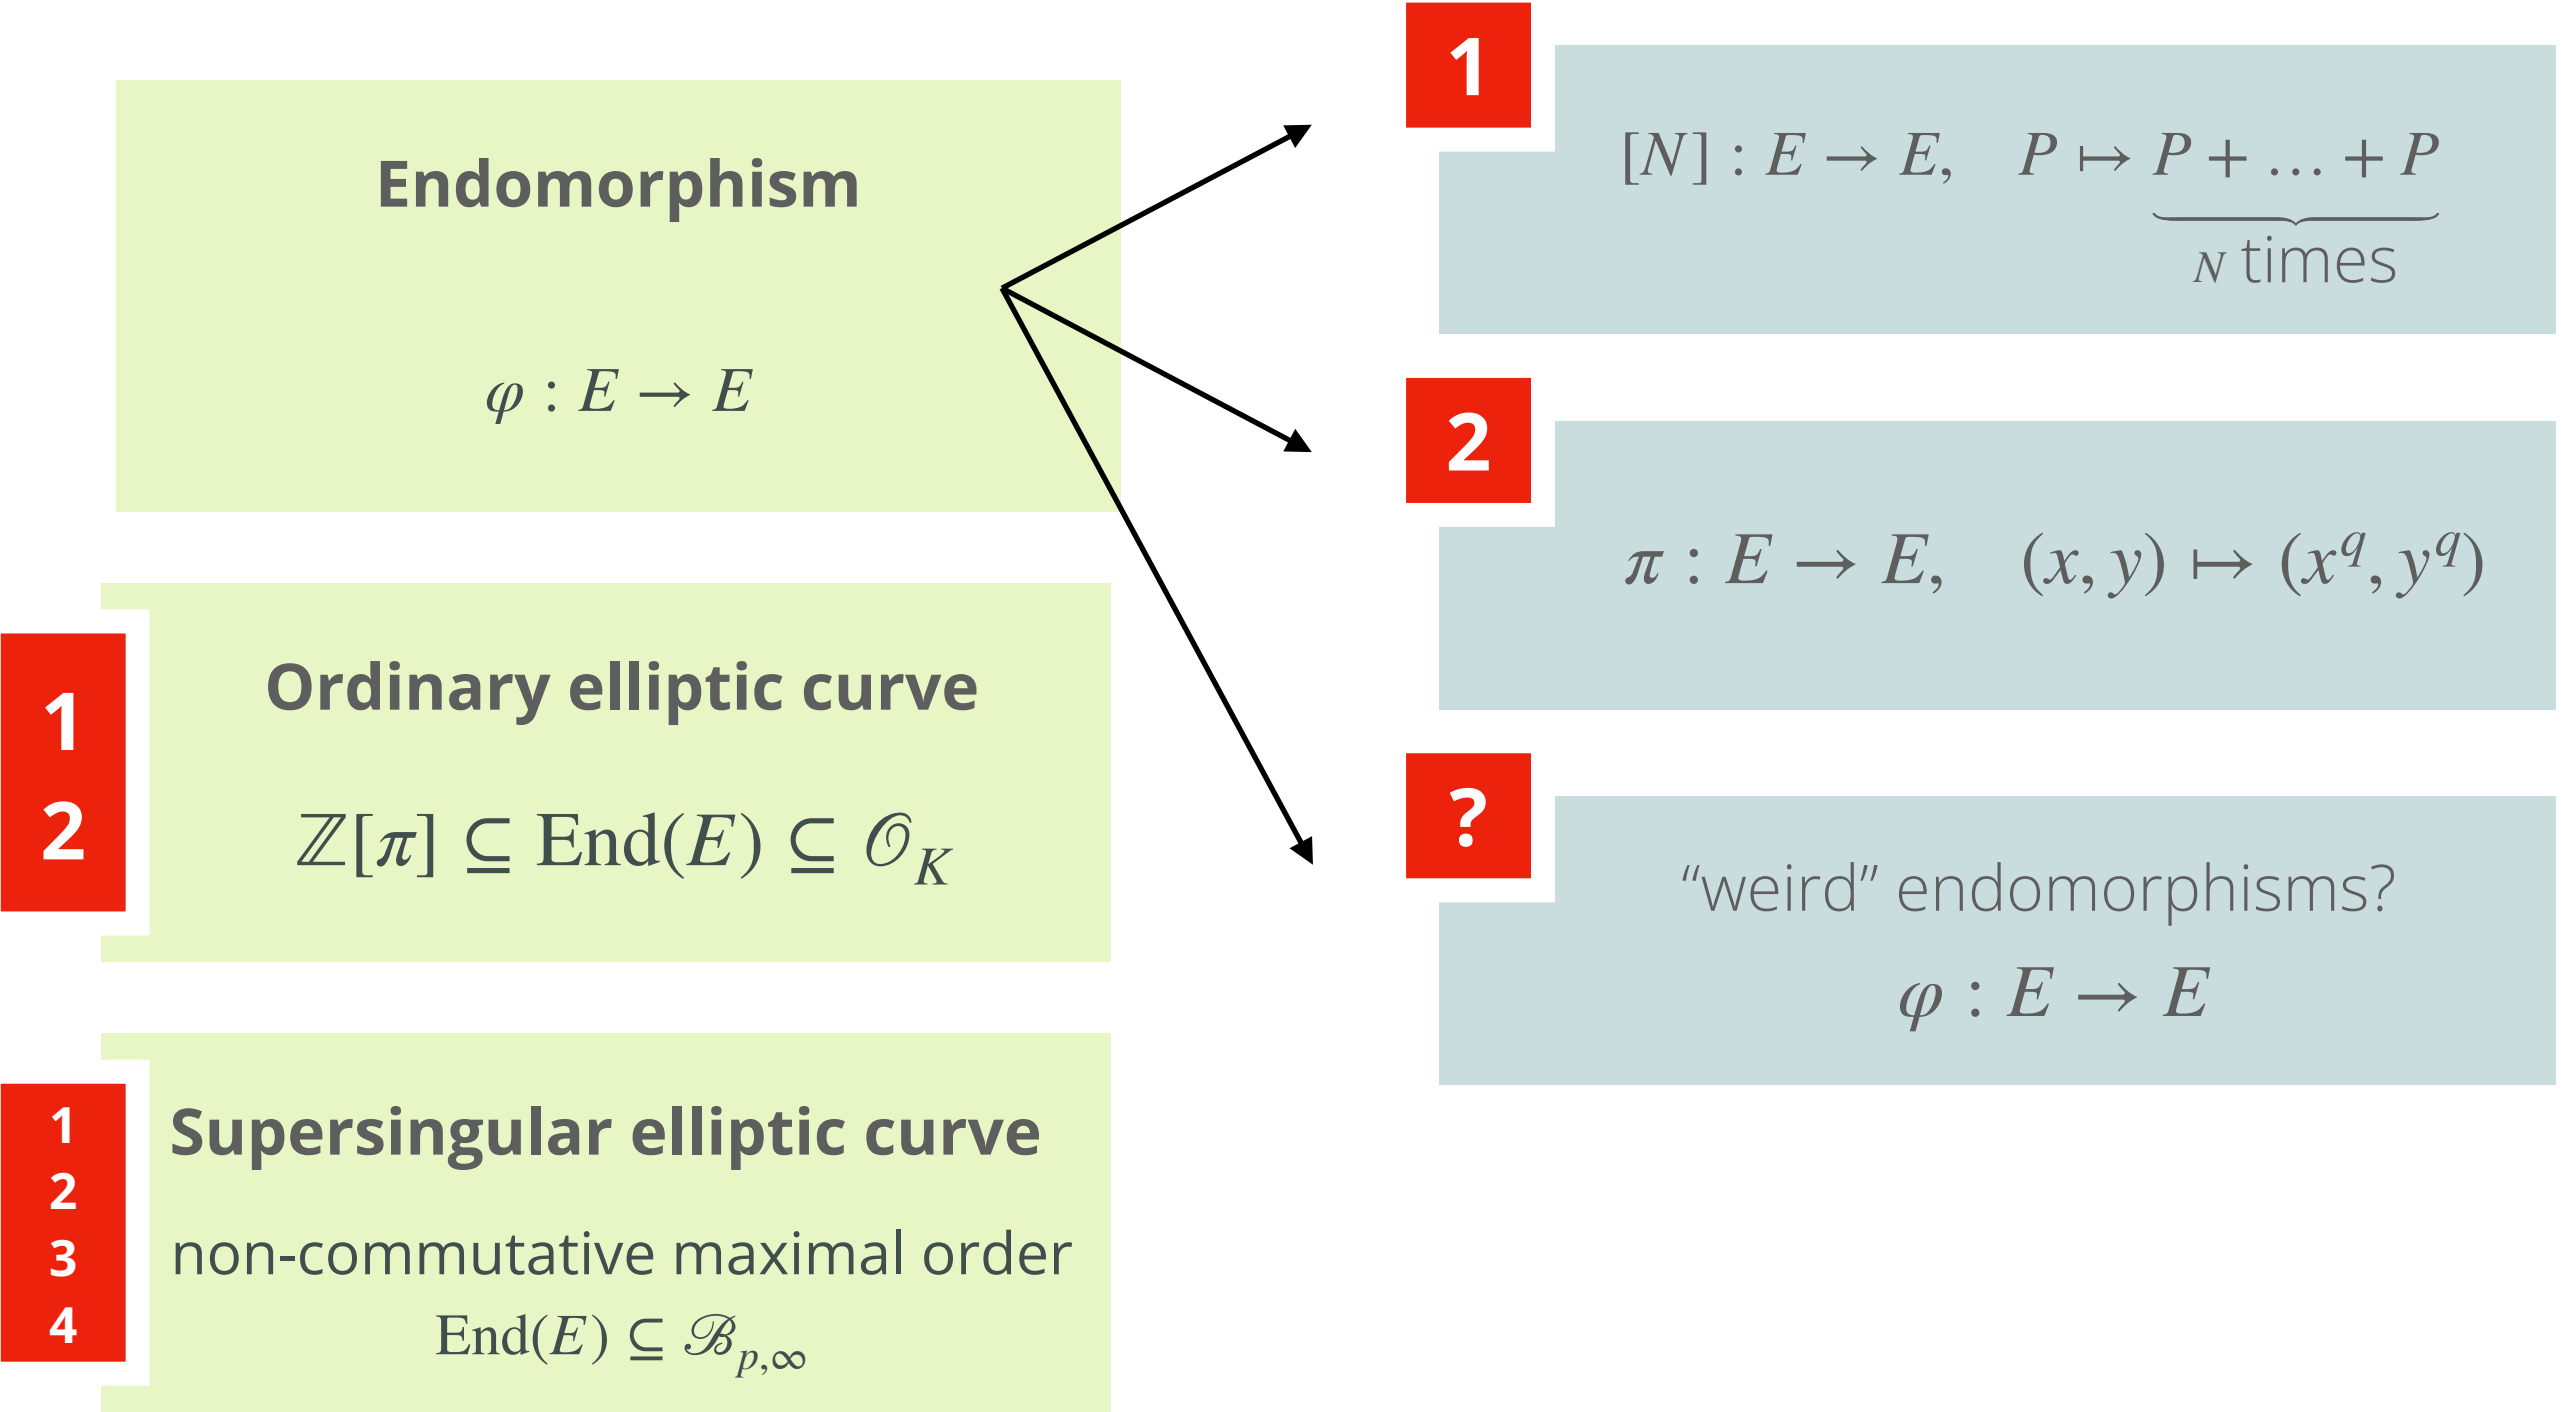 Endomorphism
φ : E → E
1
2
Ordinary elliptic curve
ℤ[π] ⊆ End(E) ⊆ 𝒪_K
1
2
3
4
Supersingular elliptic curve
non-commutative maximal order
End(E) ⊆ ℬ_{p,∞}
1
[N] : E → E, P ↦ P + … + P
N times
2
π : E → E, (x, y) ↦ (x^q, y^q)
?
“weird” endomorphisms?
φ : E → E